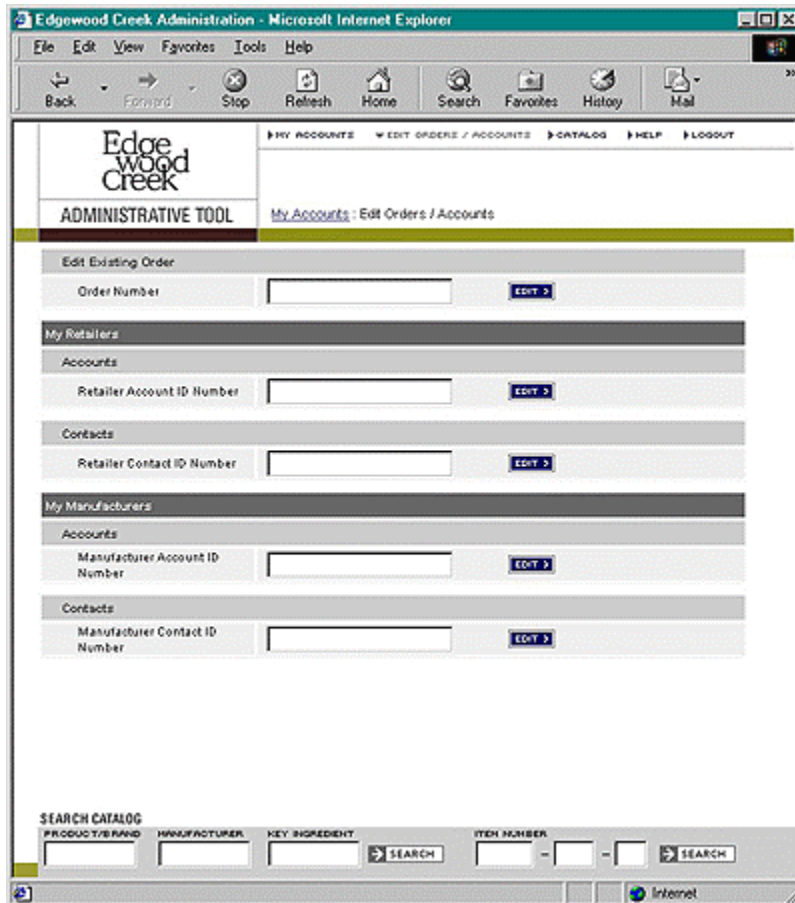 Edgewood Creek Administration - Microsoft Internet Explorer
File Edit View Favorites Tools Help
Back Forward Stop Refresh Home Search Favorites History Mail
MY ACCOUNTS EDIT ORDERS / ACCOUNTS CATALOG HELP LOGOUT
Edge
wood
Creek
ADMINISTRATIVE TOOL
My Accounts : Edit Orders / Accounts
Edit Existing Order
Order Number EDIT >
My Retailers
Accounts
Retailer Account ID Number EDIT >
Contacts
Retailer Contact ID Number EDIT >
My Manufacturers
Accounts
Manufacturer Account ID
Number EDIT >
Contacts
Manufacturer Contact ID
Number EDIT >
SEARCH CATALOG
PRODUCT/BRAND MANUFACTURER KEY INGREDIENT ITEM NUMBER
SEARCH - - SEARCH
Internet